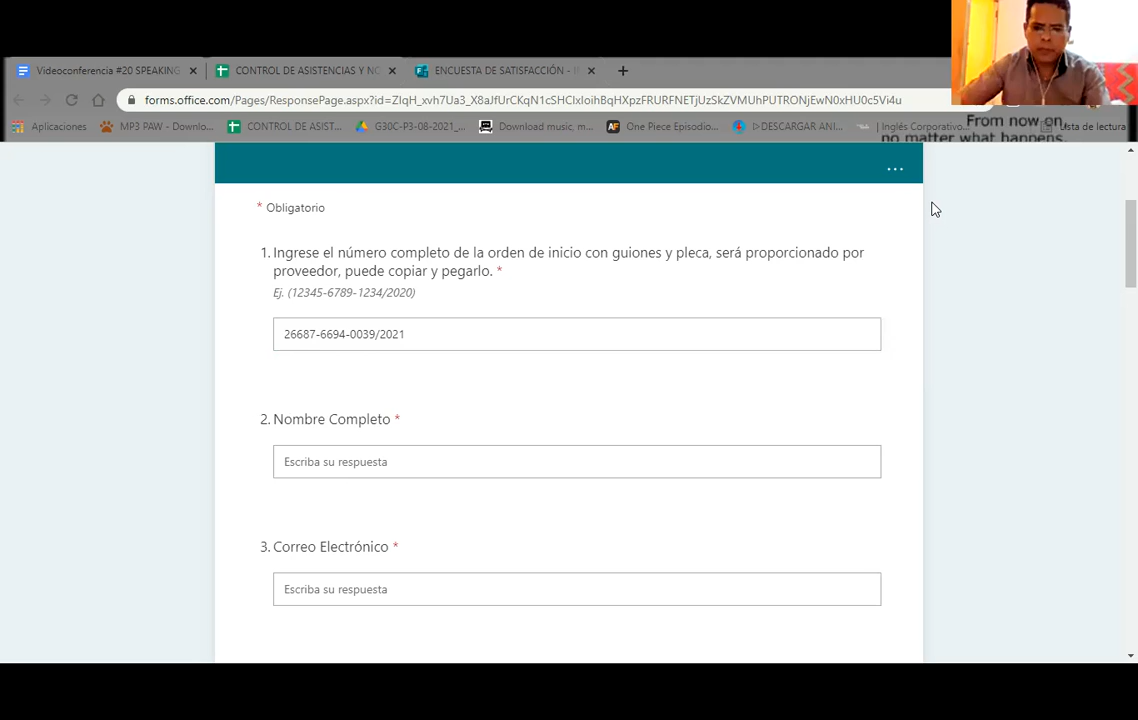 Videoconferencia #20 SPEAKING
CONTROL DE ASISTENCIAS Y NO
ENCUESTA DE SATISFACCIÓN - I
forms.office.com/Pages/ResponsePage.aspx?id=ZIqH_xvh7Ua3_X8aJfUrCKqN1cSHCIxIoihBqHXpzFRURFNETjUzSkZVMUhPUTRONjEwN0xHU0c5Vi4u
Aplicaciones
MP3 PAW - Downlo...
CONTROL DE ASIST...
G30C-P3-08-2021_...
Download music, m...
One Piece Episodio...
▷DESCARGAR ANI...
| Inglés Corporativo...
Lista de lectura
From now on,
no matter what happens,
...
* Obligatorio
1. Ingrese el número completo de la orden de inicio con guiones y pleca, será proporcionado por
proveedor, puede copiar y pegarlo. *
Ej. (12345-6789-1234/2020)
26687-6694-0039/2021
2. Nombre Completo *
Escriba su respuesta
3. Correo Electrónico *
Escriba su respuesta